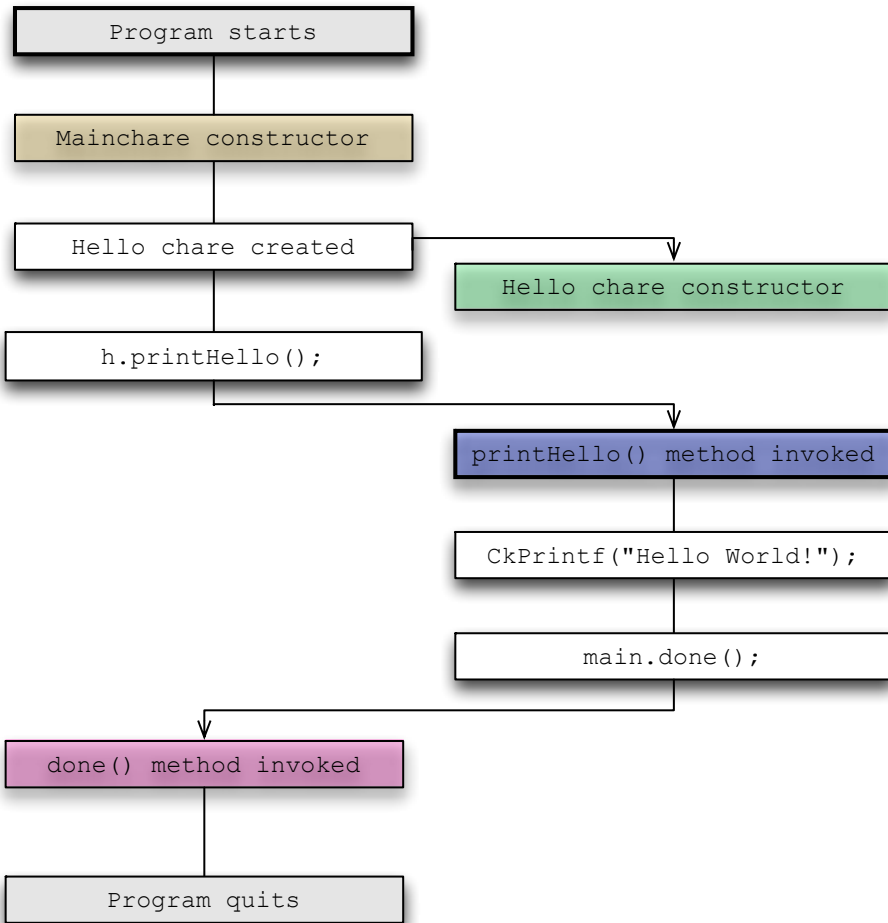 Program starts
Mainchare constructor
Hello chare created
Hello chare constructor
h.printHello();
printHello() method invoked
CkPrintf("Hello World!");
main.done();
done() method invoked
Program quits